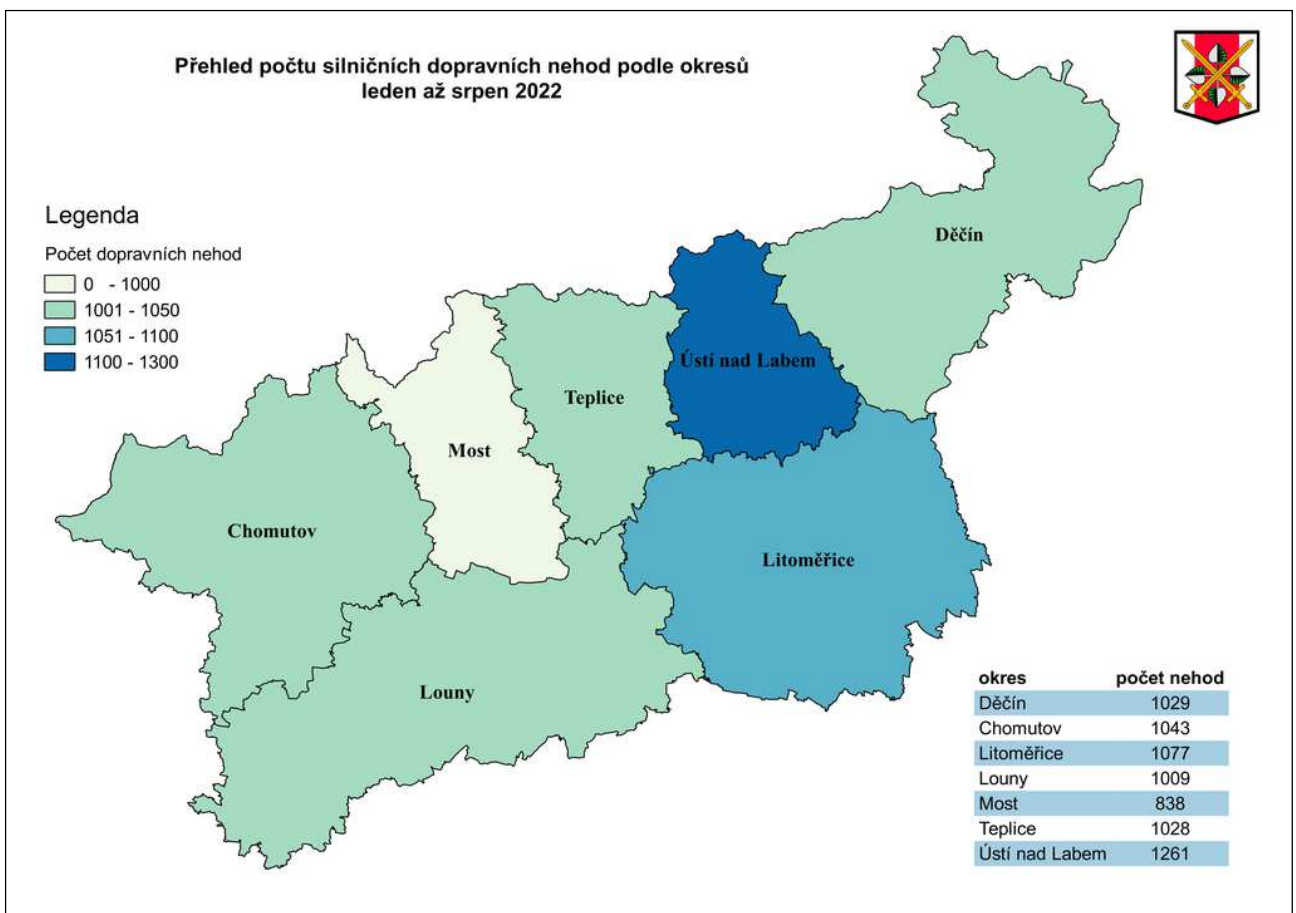 Přehled počtu silničních dopravních nehod podle okresů
leden až srpen 2022
Legenda
Počet dopravních nehod
0 - 1000
1001 - 1050
1051 - 1100
1100 - 1300
Děčín
Ústí nad Labem
Teplice
Most
Chomutov
Litoměřice
Louny
okres počet nehod
Děčín 1029
Chomutov 1043
Litoměřice 1077
Louny 1009
Most 838
Teplice 1028
Ústí nad Labem 1261